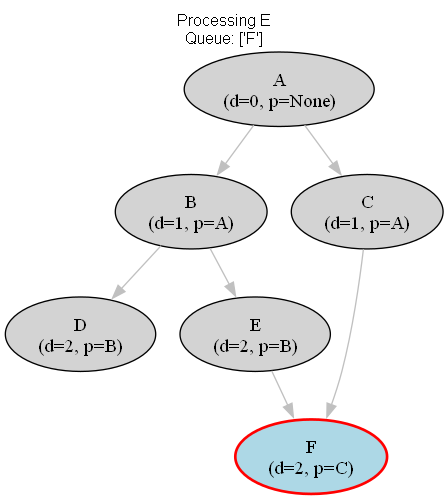 Processing E
Queue: ['F']
A
(d=0, p=None)
B
(d=1, p=A)
C
(d=1, p=A)
D
(d=2, p=B)
E
(d=2, p=B)
F
(d=2, p=C)